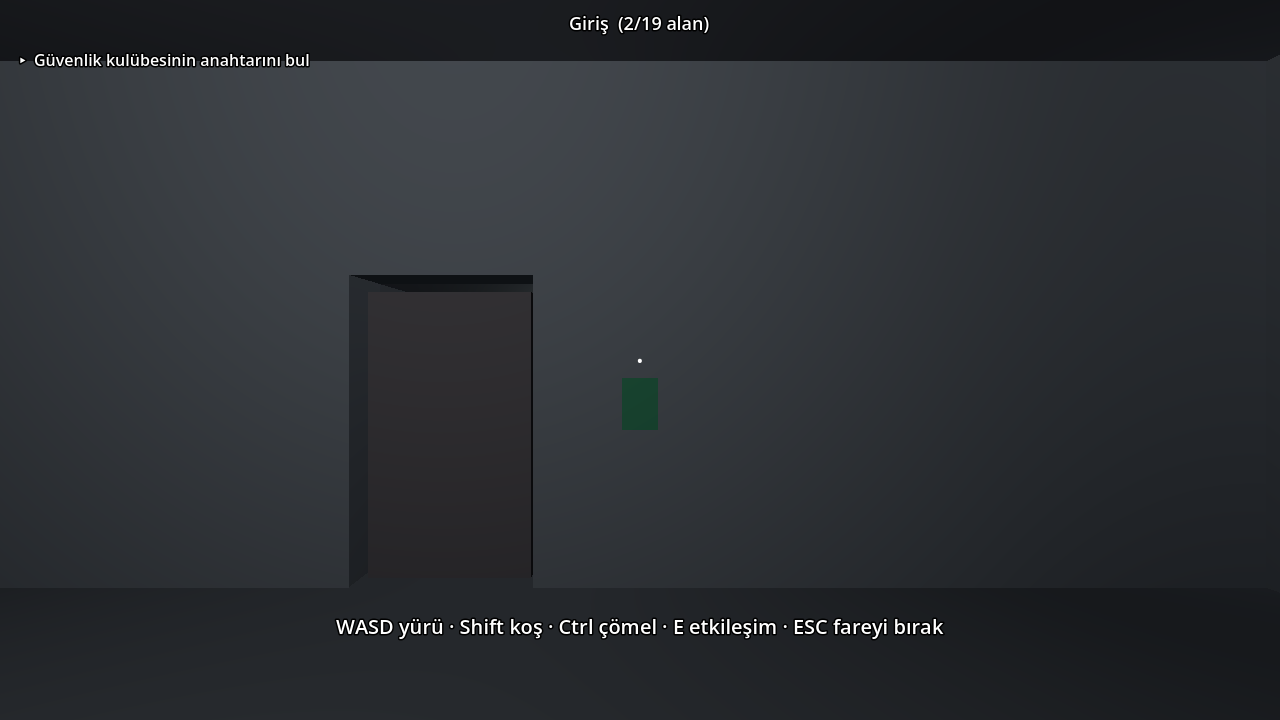 Giriş (2/19 alan)
▸ Güvenlik kulübesinin anahtarını bul
WASD yürü · Shift koş · Ctrl çömel · E etkileşim · ESC fareyi bırak